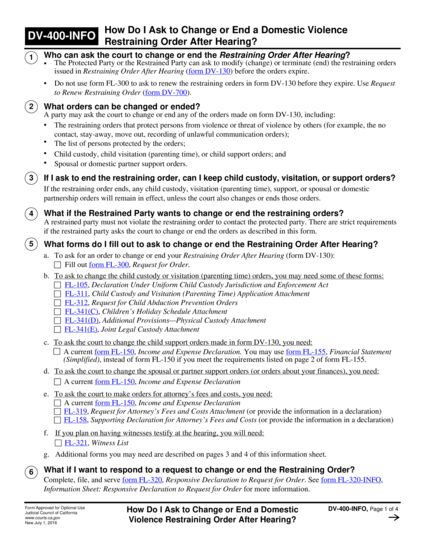 DV-400-INFO
How Do I Ask to Change or End a Domestic Violence
Restraining Order After Hearing?
1 Who can ask the court to change or end the Restraining Order After Hearing?
• The Protected Party or the Restrained Party can ask to modify (change) or terminate (end) the restraining orders
issued in Restraining Order After Hearing (form DV-130) before the orders expire.
• Do not use form FL-300 to ask to renew the restraining orders in form DV-130 before they expire. Use Request
to Renew Restraining Order (form DV-700).
2 What orders can be changed or ended?
A party may ask the court to change or end any of the orders made on form DV-130, including:
• The restraining orders that protect persons from violence or threat of violence by others (for example, the no
contact, stay-away, move out, recording of unlawful communication orders);
• The list of persons protected by the orders;
• Child custody, child visitation (parenting time), or child support orders; and
• Spousal or domestic partner support orders.
3 If I ask to end the restraining order, can I keep child custody, visitation, or support orders?
If the restraining order ends, any child custody, visitation (parenting time), support, or spousal or domestic
partnership orders will remain in effect, unless the court also changes or ends those orders.
4 What if the Restrained Party wants to change or end the restraining orders?
A restrained party must not violate the restraining order to contact the protected party. There are strict requirements
if the restrained party asks the court to change or end the orders as described in this form.
5 What forms do I fill out to ask to change or end the Restraining Order After Hearing?
a. To ask for an order to change or end your Restraining Order After Hearing (form DV-130):
Fill out form FL-300, Request for Order.
b. To ask to change the child custody or visitation (parenting time) orders, you may need some of these forms:
FL-105, Declaration Under Uniform Child Custody Jurisdiction and Enforcement Act
FL-311, Child Custody and Visitation (Parenting Time) Application Attachment
FL-312, Request for Child Abduction Prevention Orders
FL-341(C), Children's Holiday Schedule Attachment
FL-341(D), Additional Provisions—Physical Custody Attachment
FL-341(E), Joint Legal Custody Attachment
c. To ask the court to change the child support orders made in form DV-130, you need:
A current form FL-150, Income and Expense Declaration. You may use form FL-155, Financial Statement
(Simplified), instead of form FL-150 if you meet the requirements listed on page 2 of form FL-155.
d. To ask the court to change the spousal or partner support orders (or orders about your finances), you need:
A current form FL-150, Income and Expense Declaration
e. To ask the court to make orders for attorney's fees and costs, you need:
A current form FL-150, Income and Expense Declaration
FL-319, Request for Attorney's Fees and Costs Attachment (or provide the information in a declaration)
FL-158, Supporting Declaration for Attorney's Fees and Costs (or provide the information in a declaration)
f. If you plan on having witnesses testify at the hearing, you will need:
FL-321, Witness List
g. Additional forms you may need are described on pages 3 and 4 of this information sheet.
6 What if I want to respond to a request to change or end the Restraining Order?
Complete, file, and serve form FL-320, Responsive Declaration to Request for Order. See form FL-320-INFO,
Information Sheet: Responsive Declaration to Request for Order for more information.
Form Approved for Optional Use
Judicial Council of California
www.courts.ca.gov
New July 1, 2016
How Do I Ask to Change or End a Domestic
Violence Restraining Order After Hearing?
DV-400-INFO, Page 1 of 4